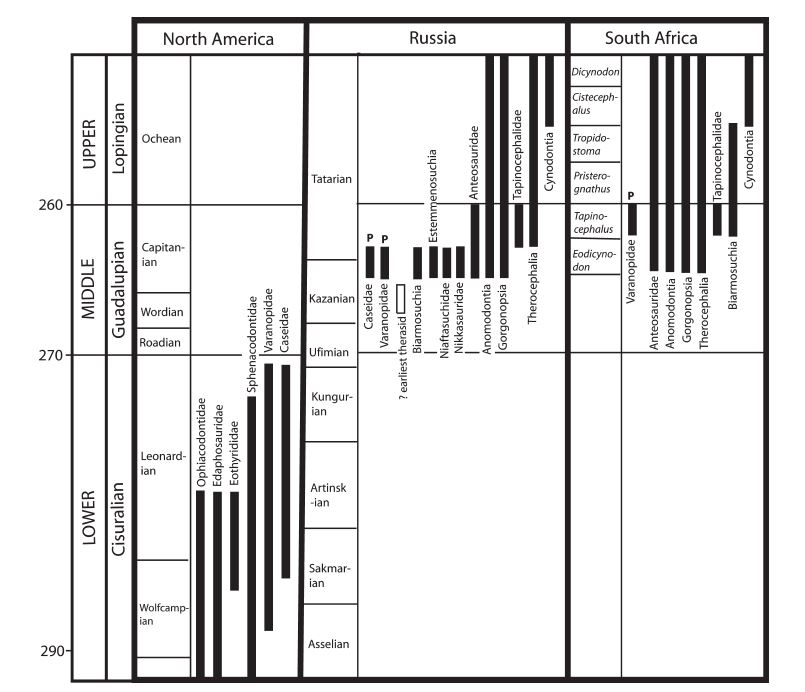 North America
Russia
South Africa
UPPER
Lopingian
MIDDLE
Guadalupian
LOWER
Cisuralian
260
270
290
Ochean
Capitan-
ian
Wordian
Roadian
Leonard-
ian
Wolfcamp-
ian
Ophiacodontidae
Edaphosauridae
Eothyrididae
Sphenacodontidae
Varanopidae
Caseidae
Tatarian
Kazanian
Ufimian
Kungur-
ian
Artinsk
-ian
Sakmar-
ian
Asselian
P
Caseidae
P
Varanopidae
? earliest therasid
Biarmosuchia
Estemmenosuchia
Niaftasuchidae
Nikkasauridae
Anteosauridae
Anomodontia
Gorgonopsia
Tapinocephalidae
Therocephalia
Cynodontia
Dicynodon
Cisteceph-
alus
Tropido-
stoma
Pristero-
gnathus
Tapino-
cephalus
Eodicyno-
don
P
Varanopidae
Anteosauridae
Anomodontia
Gorgonopsia
Therocephalia
Tapinocephalidae
Biarmosuchia
Cynodontia